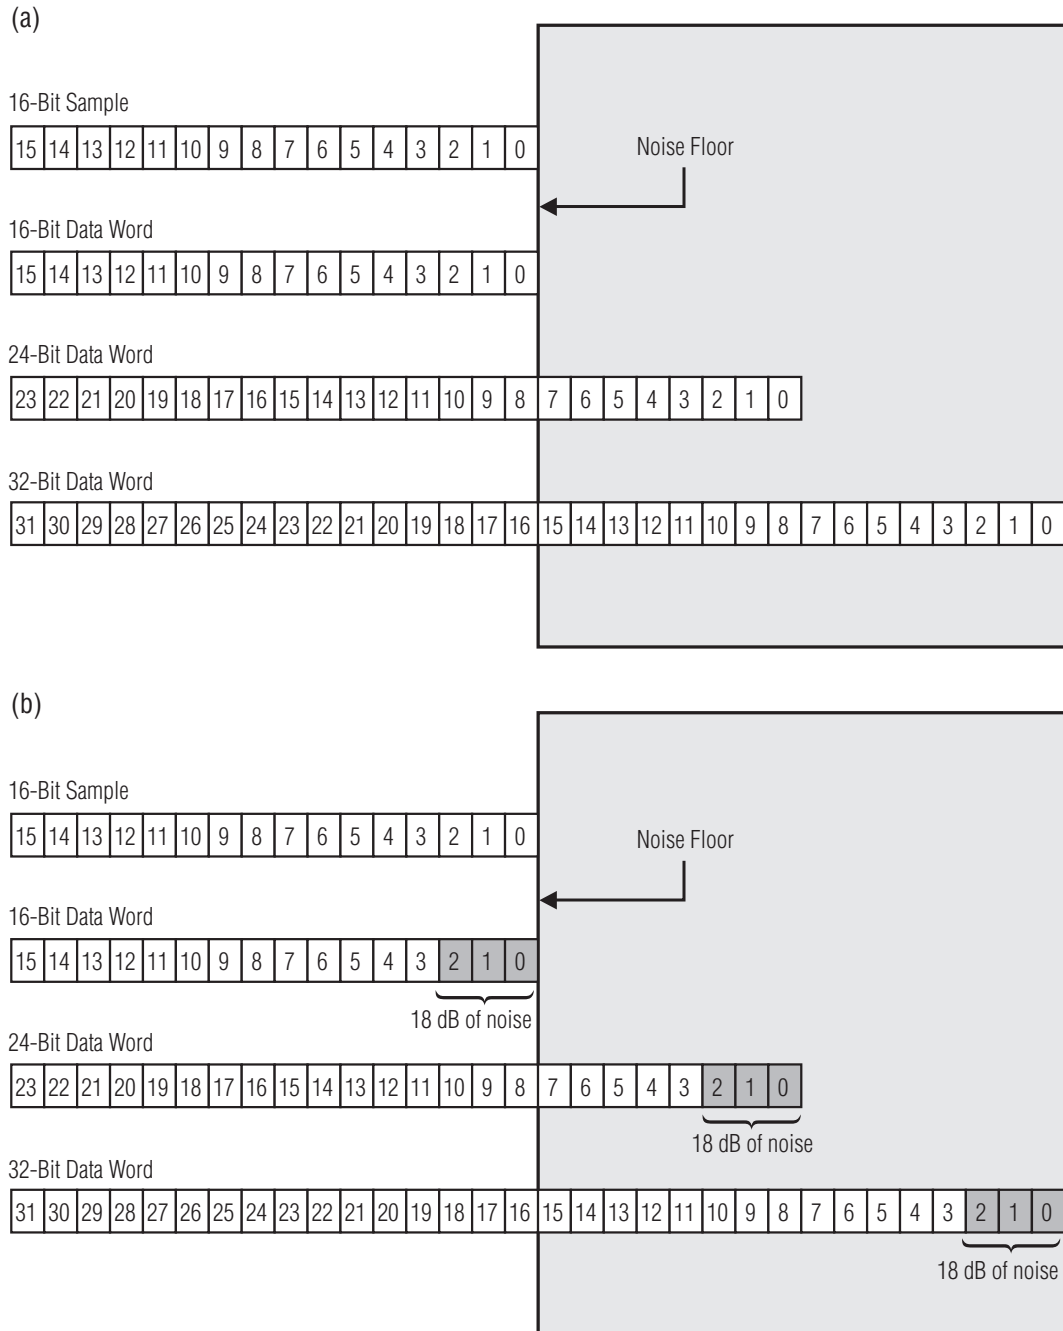 (a)
16-Bit Sample
15 14 13 12 11 10 9 8 7 6 5 4 3 2 1 0
Noise Floor
16-Bit Data Word
15 14 13 12 11 10 9 8 7 6 5 4 3 2 1 0
24-Bit Data Word
23 22 21 20 19 18 17 16 15 14 13 12 11 10 9 8 7 6 5 4 3 2 1 0
32-Bit Data Word
31 30 29 28 27 26 25 24 23 22 21 20 19 18 17 16 15 14 13 12 11 10 9 8 7 6 5 4 3 2 1 0
(b)
16-Bit Sample
15 14 13 12 11 10 9 8 7 6 5 4 3 2 1 0
Noise Floor
16-Bit Data Word
15 14 13 12 11 10 9 8 7 6 5 4 3 2 1 0
18 dB of noise
24-Bit Data Word
23 22 21 20 19 18 17 16 15 14 13 12 11 10 9 8 7 6 5 4 3 2 1 0
18 dB of noise
32-Bit Data Word
31 30 29 28 27 26 25 24 23 22 21 20 19 18 17 16 15 14 13 12 11 10 9 8 7 6 5 4 3 2 1 0
18 dB of noise